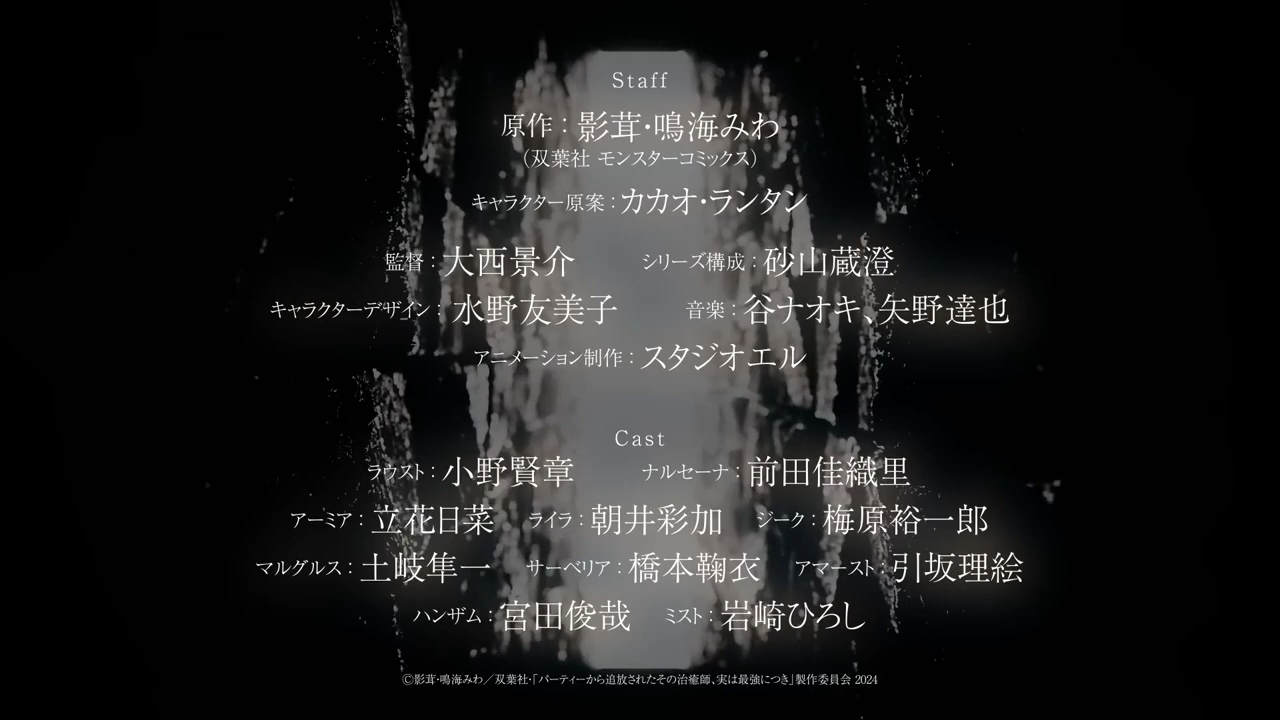 Staff
原作：影茸・鳴海みわ
（双葉社 モンスターコミックス）
キャラクター原案：カカオ・ランタン
監督：大西景介 シリーズ構成：砂山蔵澄
キャラクターデザイン：水野友美子 音楽：谷ナオキ、矢野達也
アニメーション制作：スタジオエル
Cast
ラウスト：小野賢章 ナルセーナ：前田佳織里
アーミア：立花日菜 ライラ：朝井彩加 ジーク：梅原裕一郎
マルグルス：土岐隼一 サーベリア：橋本鞠衣 アマースト：引坂理絵
ハンザム：宮田俊哉 ミスト：岩崎ひろし
©影茸・鳴海みわ／双葉社・「パーティーから追放されたその治癒師、実は最強につき」製作委員会 2024